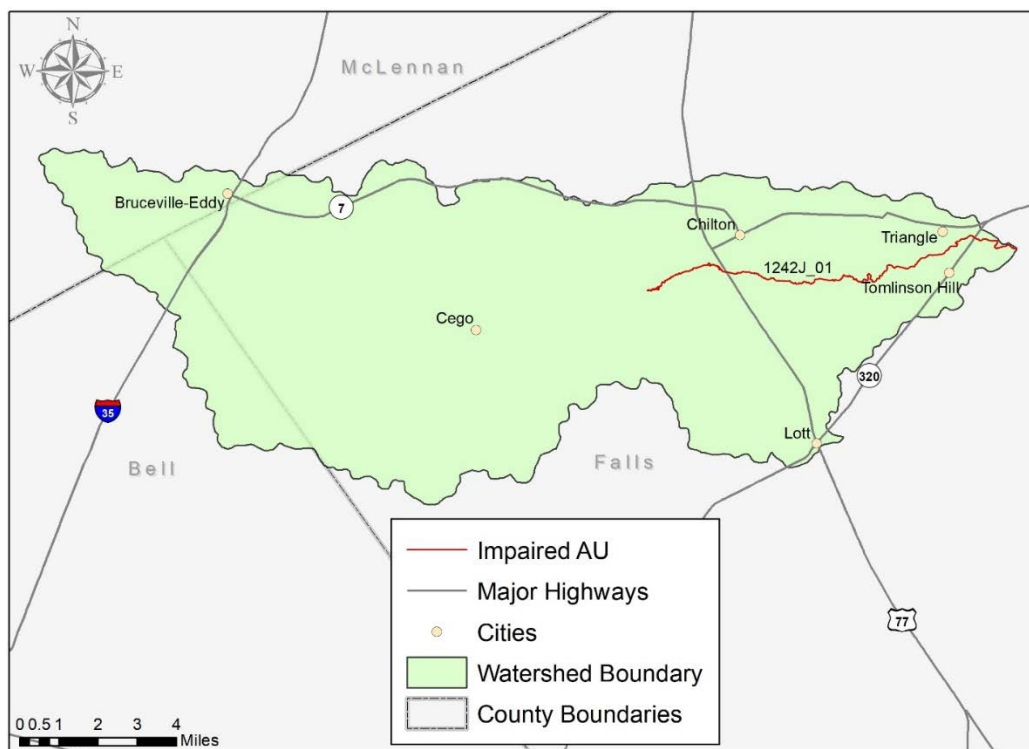 N
W E
S
McLennan
Bruceville-Eddy
7
Chilton
Triangle
1242J_01
Tomlinson Hill
Cego
320
35
Lott
Bell
Falls
Impaired AU
Major Highways
Cities
Watershed Boundary
County Boundaries
77
0 0.5 1 2 3 4
Miles